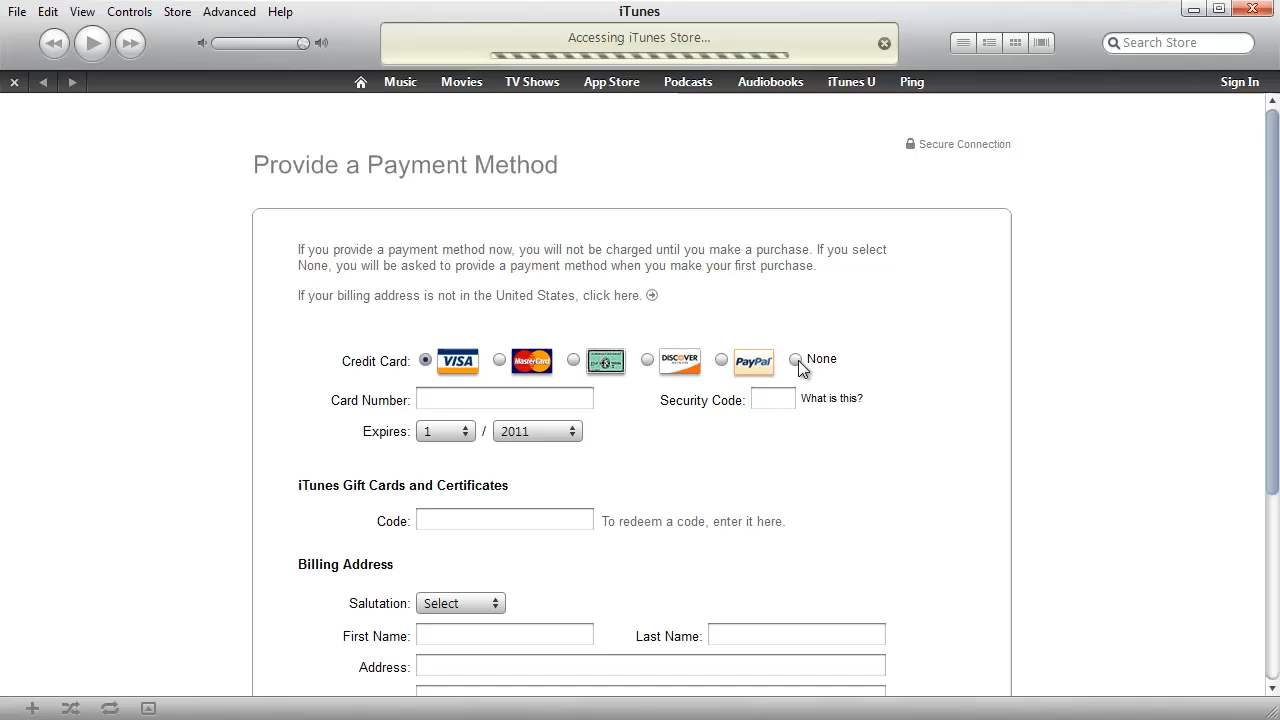 File Edit View Controls Store Advanced Help
iTunes
Accessing iTunes Store...
Search Store
Music Movies TV Shows App Store Podcasts Audiobooks iTunes U Ping Sign In
Secure Connection
Provide a Payment Method
If you provide a payment method now, you will not be charged until you make a purchase. If you select
None, you will be asked to provide a payment method when you make your first purchase.
If your billing address is not in the United States, click here.
Credit Card: VISA MasterCard DISCOVER PayPal None
Card Number: Security Code: What is this?
Expires: 1 / 2011
iTunes Gift Cards and Certificates
Code: To redeem a code, enter it here.
Billing Address
Salutation: Select
First Name: Last Name:
Address: